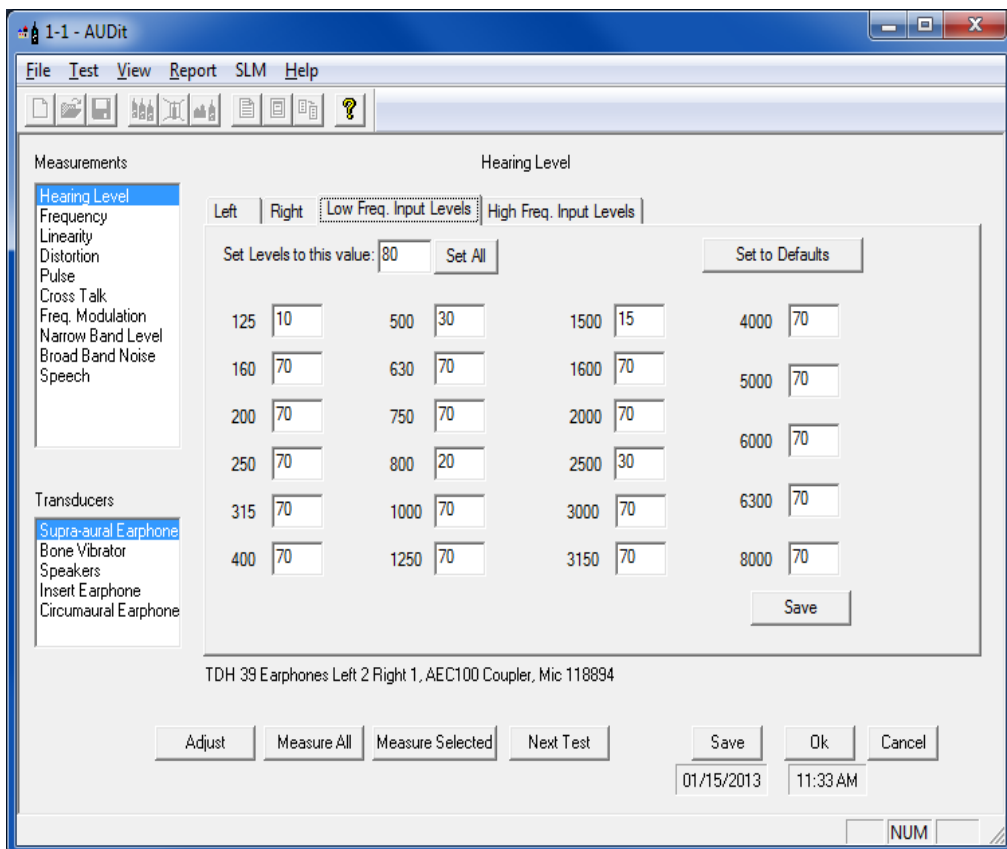 1-1 - AUDit
File Test View Report SLM Help
Measurements
Hearing Level
Hearing Level
Frequency
Linearity
Distortion
Pulse
Cross Talk
Freq. Modulation
Narrow Band Level
Broad Band Noise
Speech
Transducers
Supra-aural Earphone
Bone Vibrator
Speakers
Insert Earphone
Circumaural Earphone
Left Right Low Freq. Input Levels High Freq. Input Levels
Set Levels to this value: 80 Set All Set to Defaults
125 10 500 30 1500 15 4000 70
160 70 630 70 1600 70 5000 70
200 70 750 70 2000 70 6000 70
250 70 800 20 2500 30 6300 70
315 70 1000 70 3000 70 8000 70
400 70 1250 70 3150 70
Save
TDH 39 Earphones Left 2 Right 1, AEC100 Coupler, Mic 118894
Adjust Measure All Measure Selected Next Test Save Ok Cancel
01/15/2013 11:33 AM
NUM